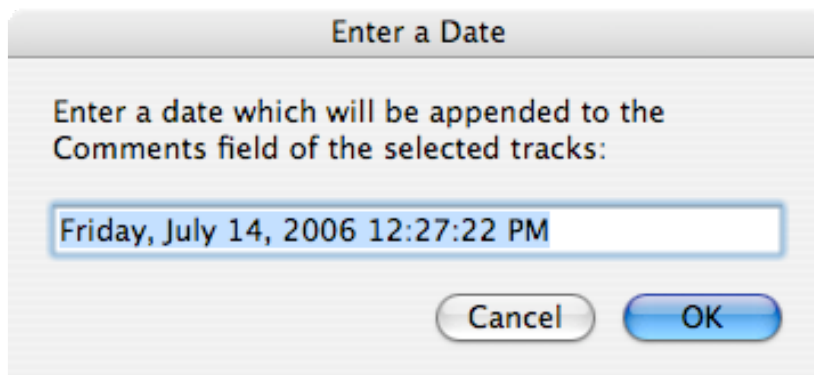 Enter a Date
Enter a date which will be appended to the
Comments field of the selected tracks:
Friday, July 14, 2006 12:27:22 PM
Cancel OK